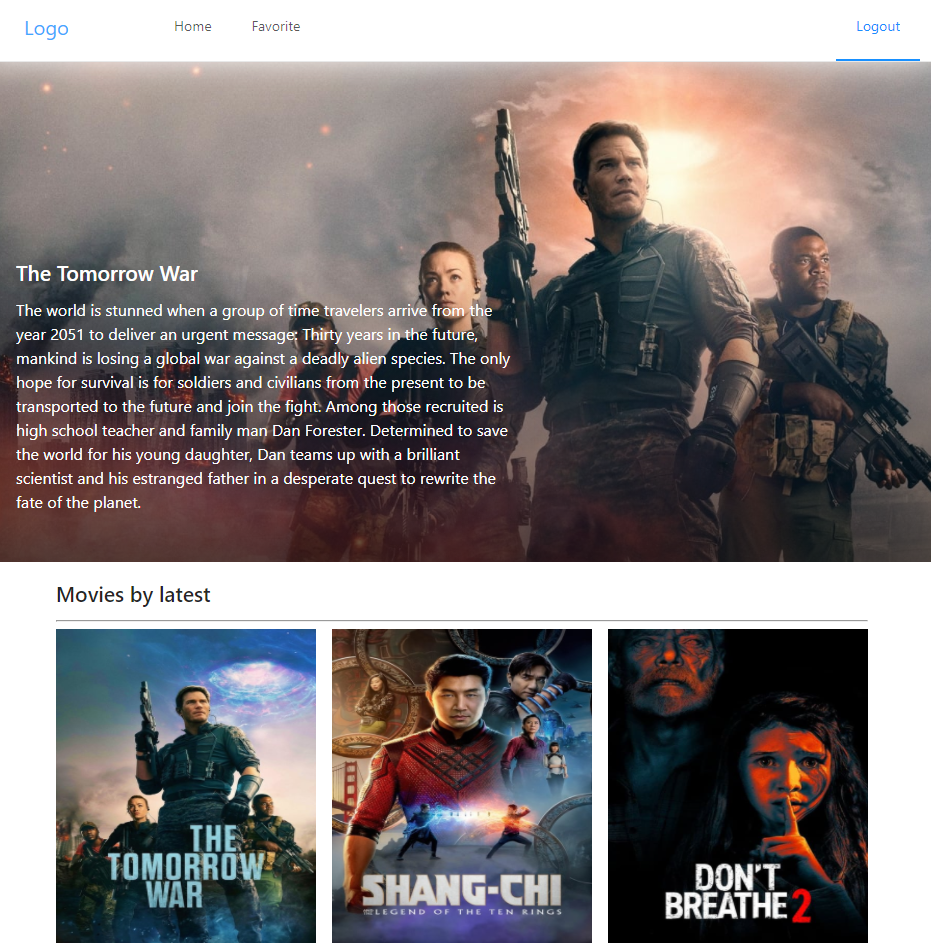 Logo Home Favorite Logout
The Tomorrow War
The world is stunned when a group of time travelers arrive from the
year 2051 to deliver an urgent message: Thirty years in the future,
mankind is losing a global war against a deadly alien species. The only
hope for survival is for soldiers and civilians from the present to be
transported to the future and join the fight. Among those recruited is
high school teacher and family man Dan Forester. Determined to save
the world for his young daughter, Dan teams up with a brilliant
scientist and his estranged father in a desperate quest to rewrite the
fate of the planet.
Movies by latest
THE
TOMORROW
WAR
SHANG-CHI
AND THE LEGEND OF THE TEN RINGS
DON'T
BREATHE 2